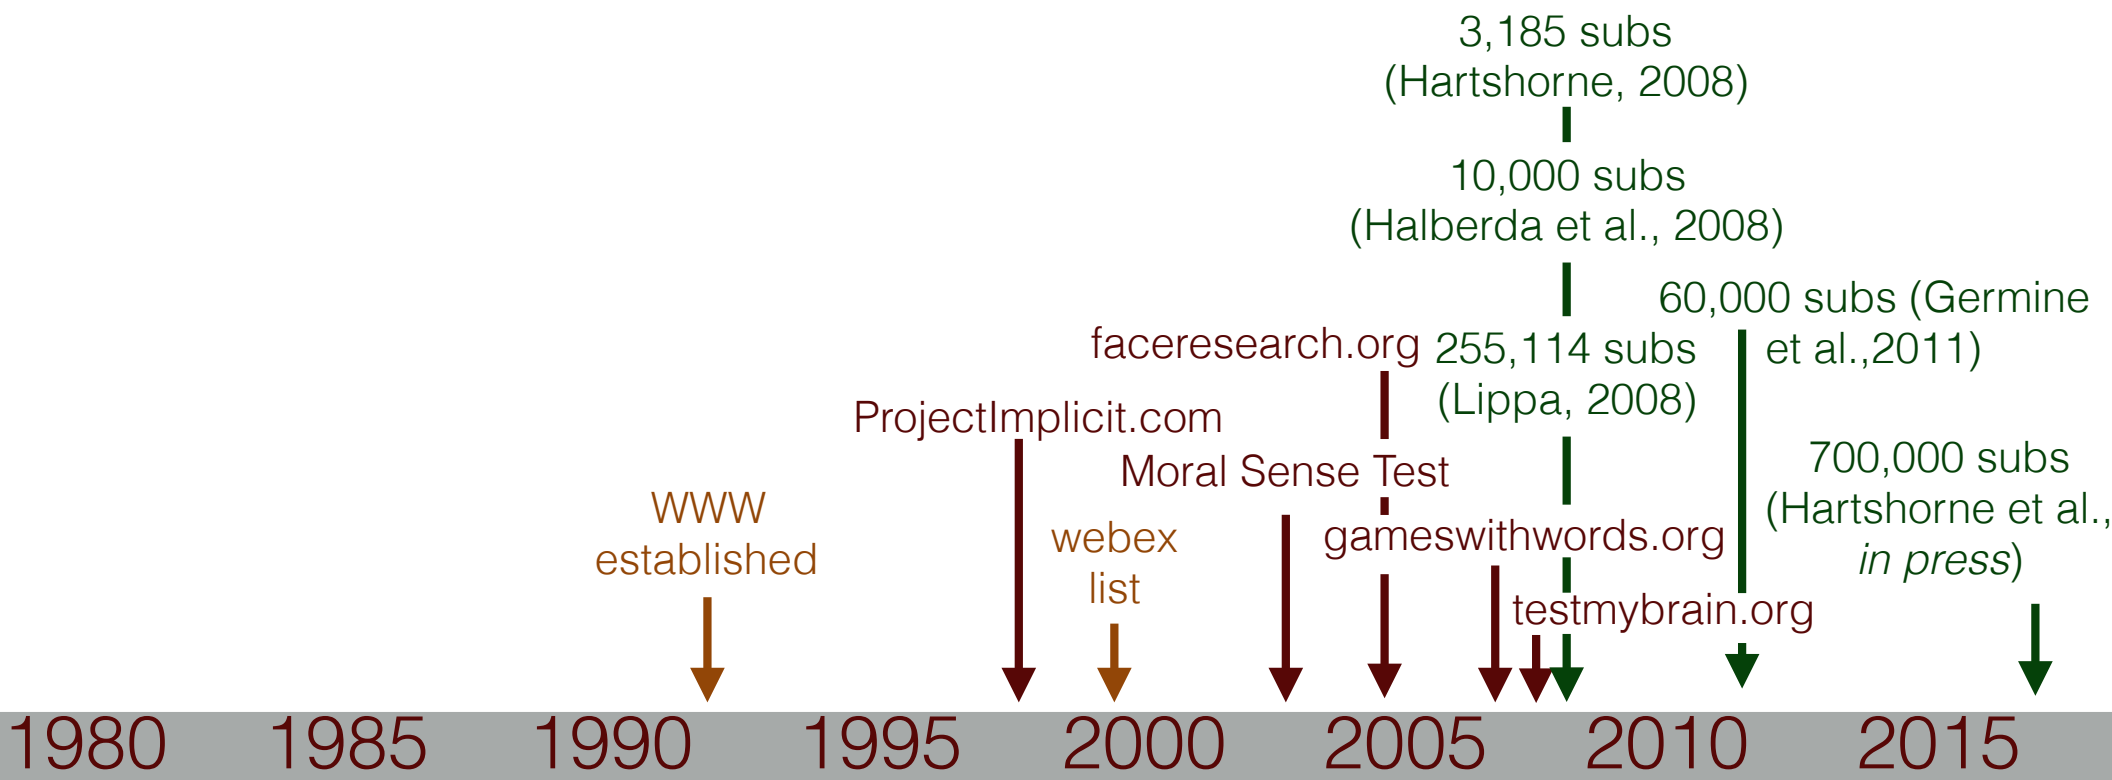 3,185 subs
(Hartshorne, 2008)
10,000 subs
(Halberda et al., 2008)
60,000 subs (Germine
et al.,2011)
faceresearch.org
255,114 subs
(Lippa, 2008)
ProjectImplicit.com
Moral Sense Test
700,000 subs
(Hartshorne et al.,
in press)
WWW
established
webex
list
gameswithwords.org
testmybrain.org
1980 1985 1990 1995 2000 2005 2010 2015